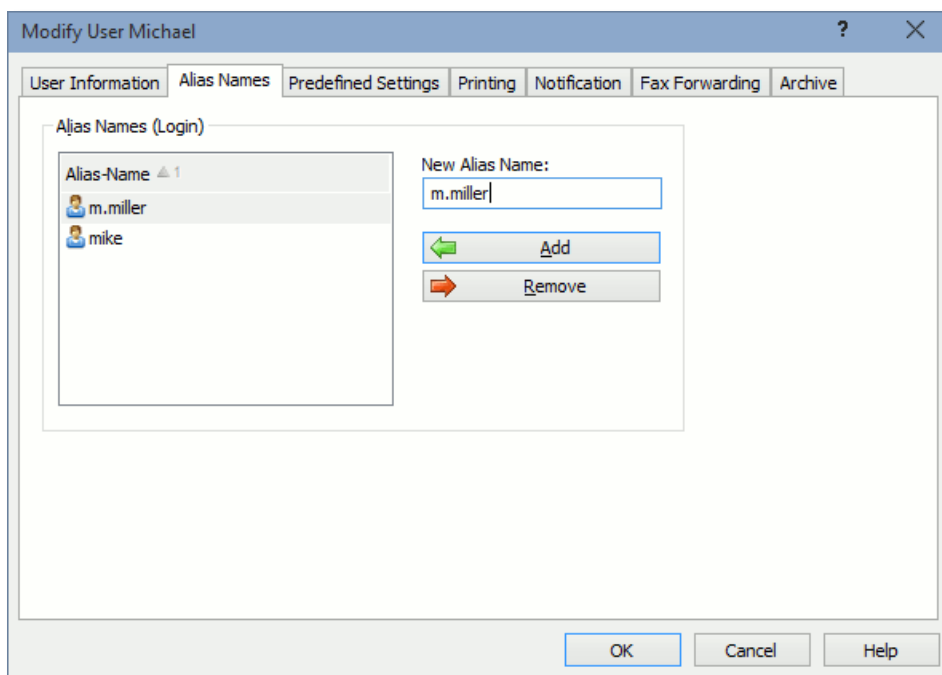 Modify User Michael ?
User Information Alias Names Predefined Settings Printing Notification Fax Forwarding Archive
Alias Names (Login)
Alias-Name 1
m.miller
mike
New Alias Name:
m.miller
Add
Remove
OK Cancel Help